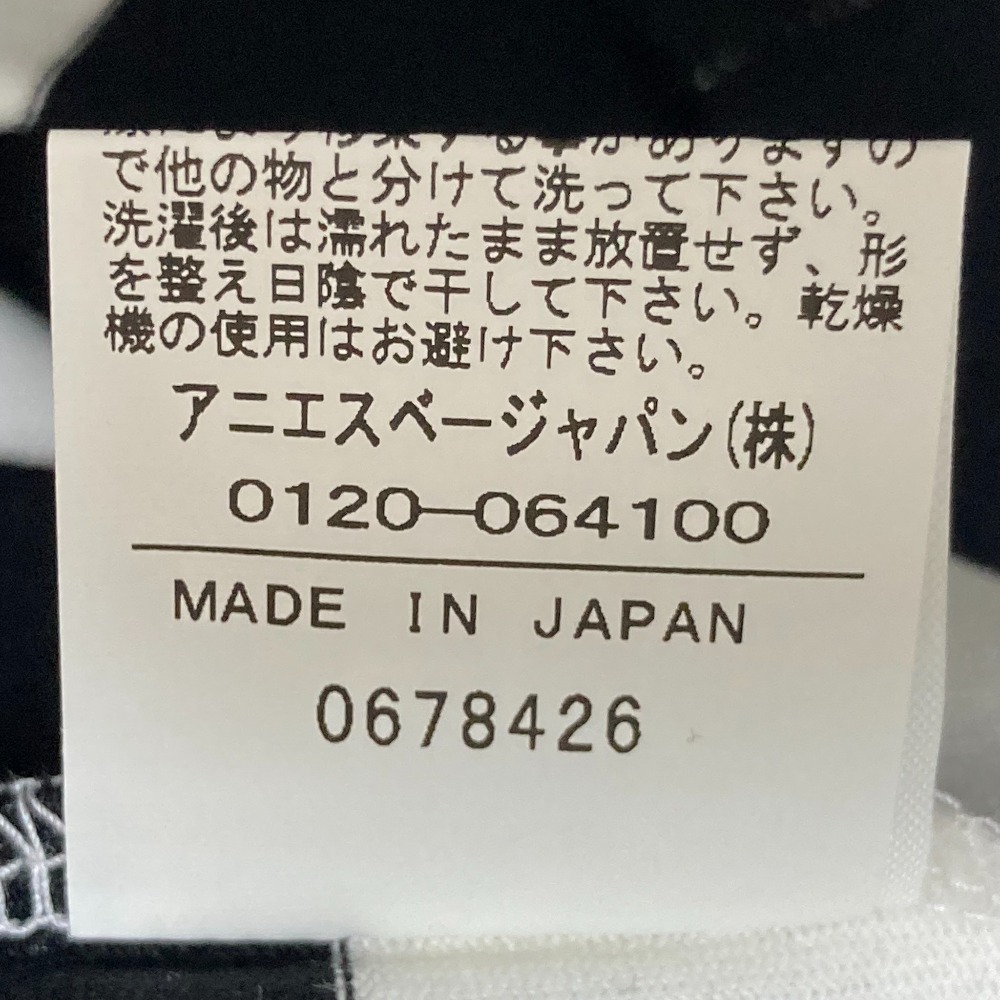 で他の物と分けて洗って下さい。
洗濯後は濡れたまま放置せず、形
を整え日陰で干して下さい。乾燥
機の使用はお避け下さい。
アニエスベージャパン(株)
0120-064100
MADE IN JAPAN
0678426